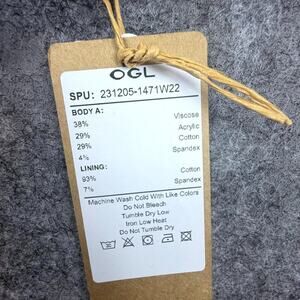 OGL
SPU: 231205-1471W22
BODY A:
38% Viscose
29% Acrylic
29% Cotton
4% Spandex
LINING:
93% Cotton
7% Spandex
Machine Wash Cold With Like Colors
Do Not Bleach
Tumble Dry Low
Iron Low Heat
Do Not Tumble Dry